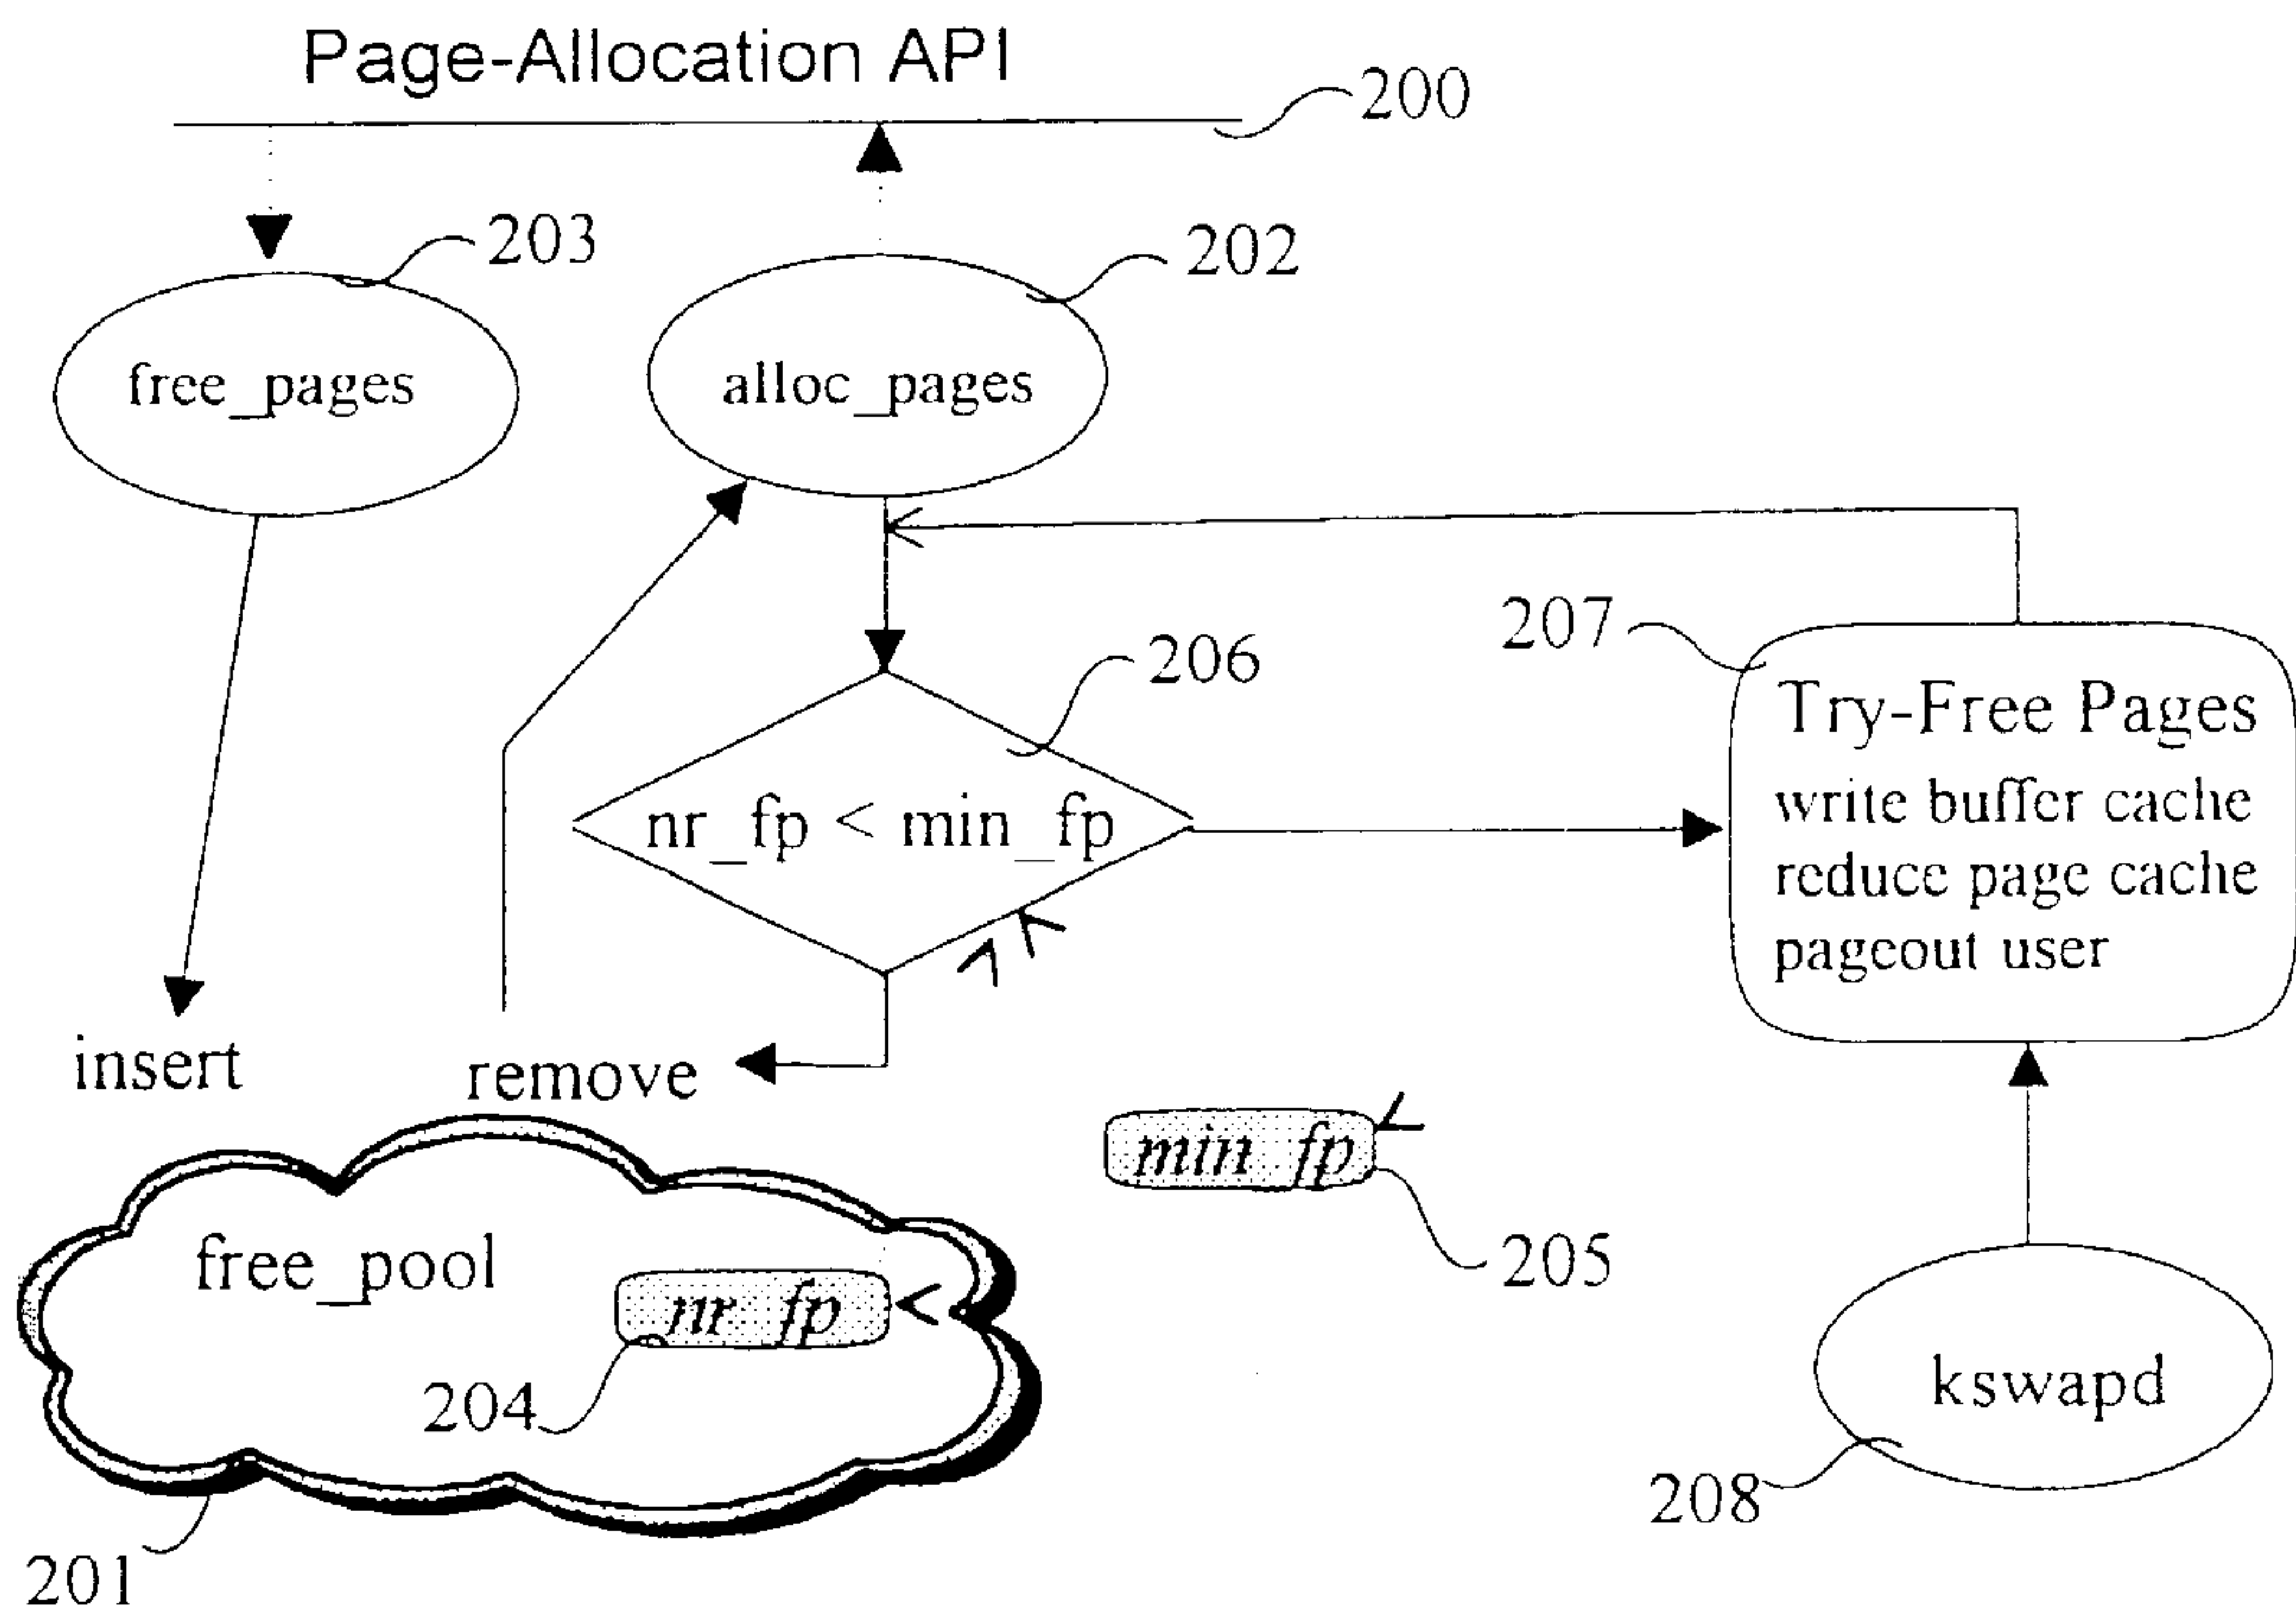 Page-Allocation API
200
203
202
free_pages
alloc_pages
207
206
Try-Free Pages
write buffer cache
reduce page cache
pageout user
nr_fp < min_fp
insert
remove
min_fp
205
free_pool
nr_fp
204
kswapd
208
201